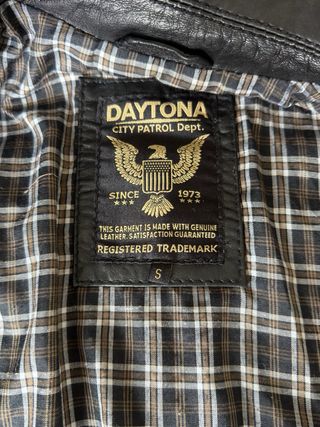 DAYTONA
CITY PATROL Dept.
SINCE 1973
THIS GARMENT IS MADE WITH GENUINE
LEATHER. SATISFACTION GUARANTEED
REGISTERED TRADEMARK
S